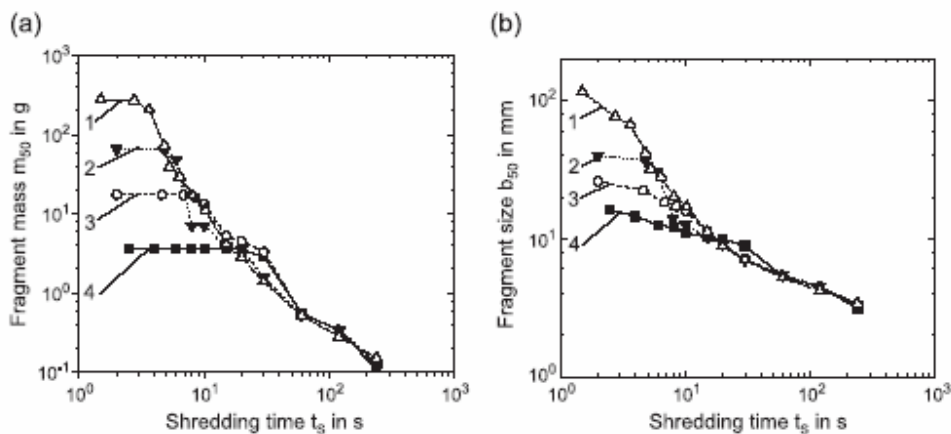 (a)
10³
10²
10¹
10⁰
10⁻¹
Fragment mass m₅₀ in g
1
2
3
4
10⁰ 10¹ 10² 10³
Shredding time tₛ in s
(b)
10²
10¹
10⁰
Fragment size b₅₀ in mm
1
2
3
4
10⁰ 10¹ 10² 10³
Shredding time tₛ in s